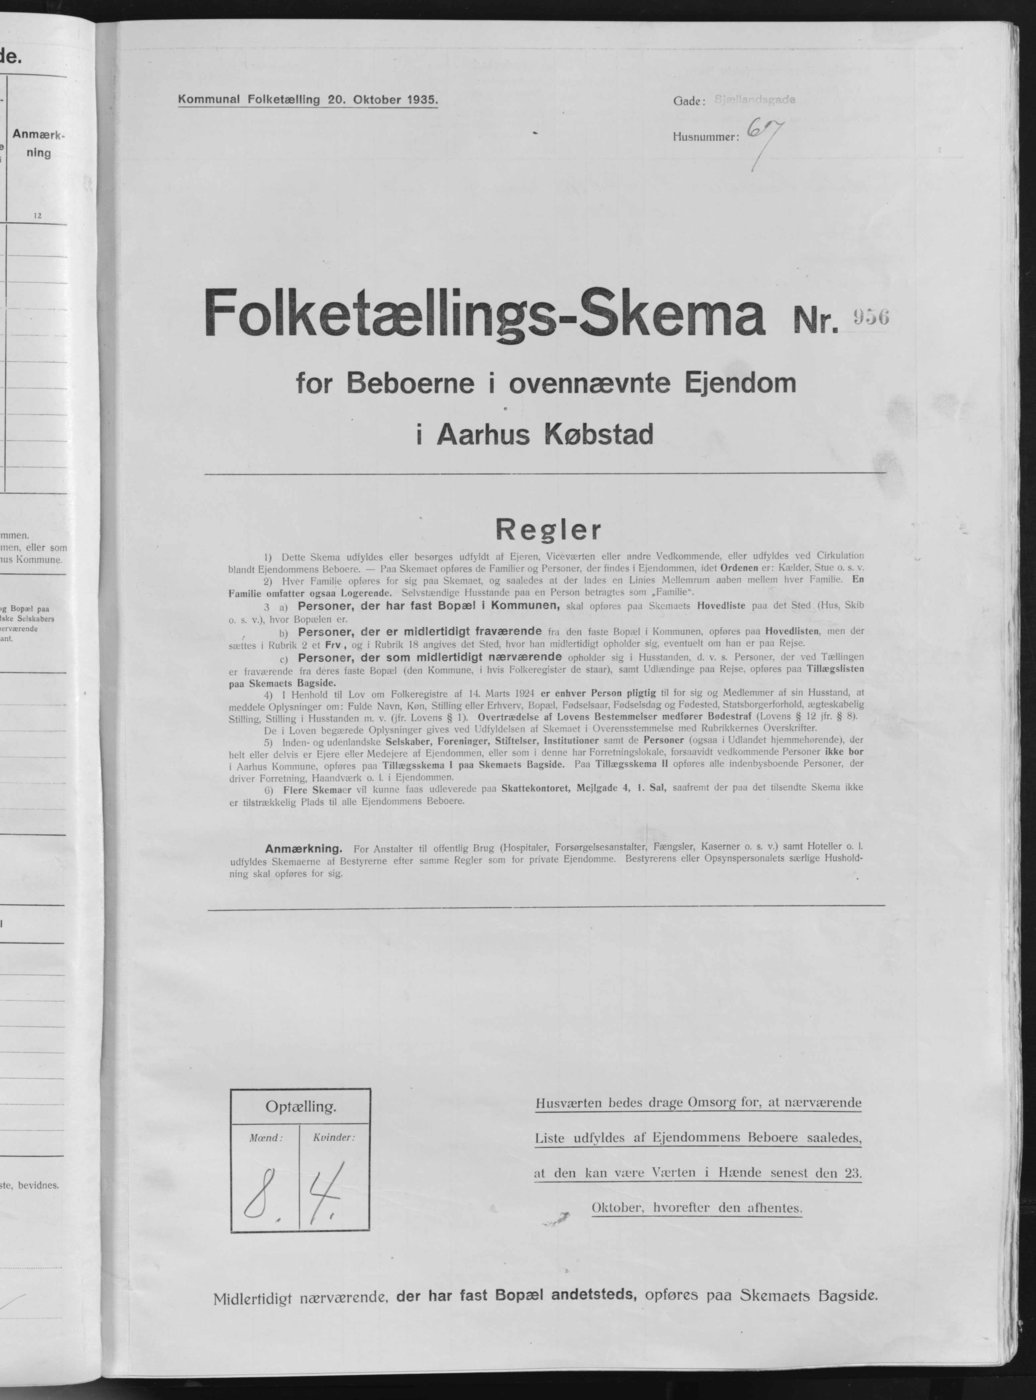 de.
Anmærk-
ning
12
mmen.
men, eller som
hus Kommune.
og Bopæl paa
lske Selskabers
nerværende
ant.
ste, bevidnes.
Kommunal Folketælling 20. Oktober 1935.
Gade: Sjællandsgade
Husnummer: 67
Folketællings-Skema Nr. 956
for Beboerne i ovennævnte Ejendom
i Aarhus Købstad
Regler
1) Dette Skema udfyldes eller besørges udfyldt af Ejeren, Viceværten eller andre Vedkommende, eller udfyldes ved Cirkulation
blandt Ejendommens Beboere. — Paa Skemaet opføres de Familier og Personer, der findes i Ejendommen, idet Ordenen er: Kælder, Stue o. s. v.
2) Hver Familie opføres for sig paa Skemaet, og saaledes at der lades en Linies Mellemrum aaben mellem hver Familie. En
Familie omfatter ogsaa Logerende. Selvstændige Husstande paa en Person betragtes som „Familie“.
3 a) Personer, der har fast Bopæl i Kommunen, skal opføres paa Skemaets Hovedliste paa det Sted (Hus, Skib
o. s. v.), hvor Bopælen er.
b) Personer, der er midlertidigt fraværende fra den faste Bopæl i Kommunen, opføres paa Hovedlisten, men der
sættes i Rubrik 2 et Frv, og i Rubrik 18 angives det Sted, hvor han midlertidigt opholder sig, eventuelt om han er paa Rejse.
c) Personer, der som midlertidigt nærværende opholder sig i Husstanden, d. v. s. Personer, der ved Tællingen
er fraværende fra deres faste Bopæl (den Kommune, i hvis Folkeregister de staar), samt Udlændinge paa Rejse, opføres paa Tillægslisten
paa Skemaets Bagside.
4) I Henhold til Lov om Folkeregistre af 14. Marts 1924 er enhver Person pligtig til for sig og Medlemmer af sin Husstand, at
meddele Oplysninger om: Fulde Navn, Køn, Stilling eller Erhverv, Bopæl, Fødselsaar, Fødselsdag og Fødested, Statsborgerforhold, ægteskabelig
Stilling, Stilling i Husstanden m. v. (jfr. Lovens § 1). Overtrædelse af Lovens Bestemmelser medfører Bødestraf (Lovens § 12 jfr. § 8).
De i Loven begærede Oplysninger gives ved Udfyldelsen af Skemaet i Overensstemmelse med Rubrikkernes Overskrifter.
5) Inden- og udenlandske Selskaber, Foreninger, Stiftelser, Institutioner samt de Personer (ogsaa i Udlandet hjemmehørende), der
helt eller delvis er Ejere eller Medejere af Ejendommen, eller som i denne har Forretningslokale, forsaavidt vedkommende Personer ikke bor
i Aarhus Kommune, opføres paa Tillægsskema I paa Skemaets Bagside. Paa Tillægsskema II opføres alle indenbysboende Personer, der
driver Forretning, Haandværk o. l. i Ejendommen.
6) Flere Skemaer vil kunne faas udleverede paa Skattekontoret, Mejlgade 4, 1. Sal, saafremt der paa det tilsendte Skema ikke
er tilstrækkelig Plads til alle Ejendommens Beboere.
Anmærkning. For Anstalter til offentlig Brug (Hospitaler, Forsørgelsesanstalter, Fængsler, Kaserner o. s. v.) samt Hoteller o. l.
udfyldes Skemaerne af Bestyrerne efter samme Regler som for private Ejendomme. Bestyrerens eller Opsynspersonalets særlige Hushold-
ning skal opføres for sig.
Optælling.
Mænd: Kvinder:
8. 4.
Husværten bedes drage Omsorg for, at nærværende
Liste udfyldes af Ejendommens Beboere saaledes,
at den kan være Værten i Hænde senest den 23.
Oktober, hvorefter den afhentes.
Midlertidigt nærværende, der har fast Bopæl andetsteds, opføres paa Skemaets Bagside.